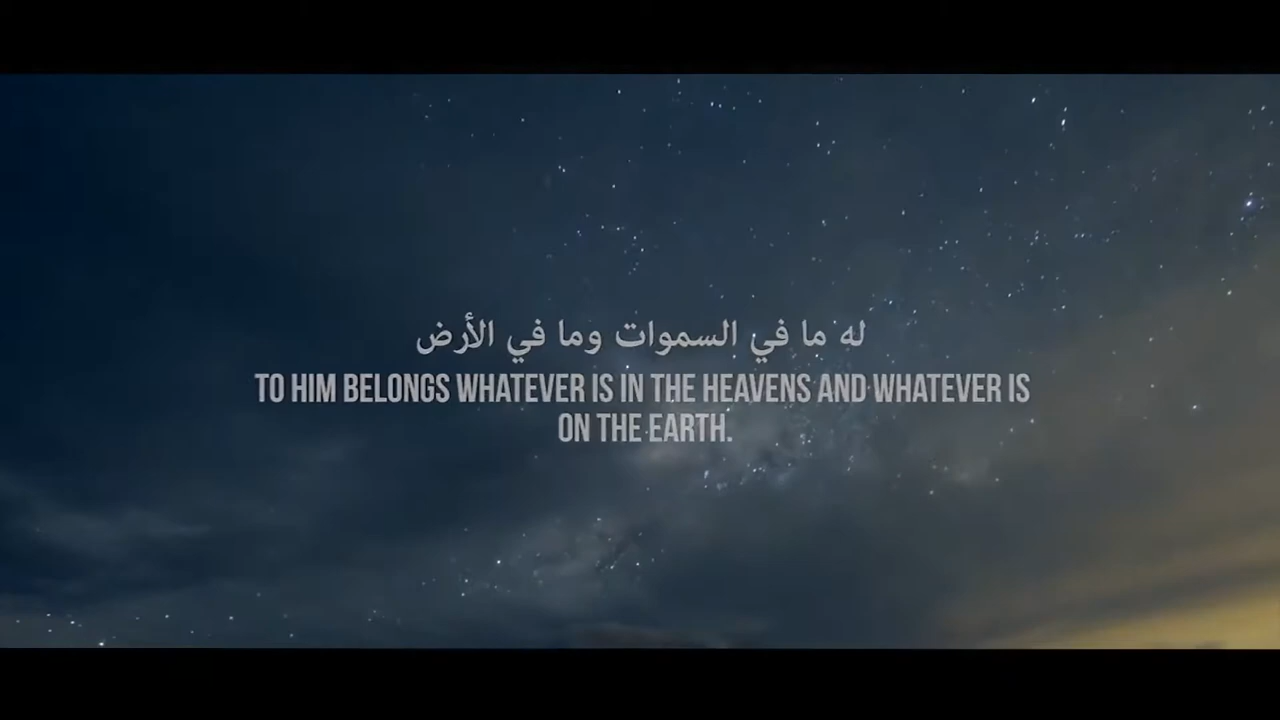 له ما في السموات وما في الأرض
TO HIM BELONGS WHATEVER IS IN THE HEAVENS AND WHATEVER IS
ON THE EARTH.